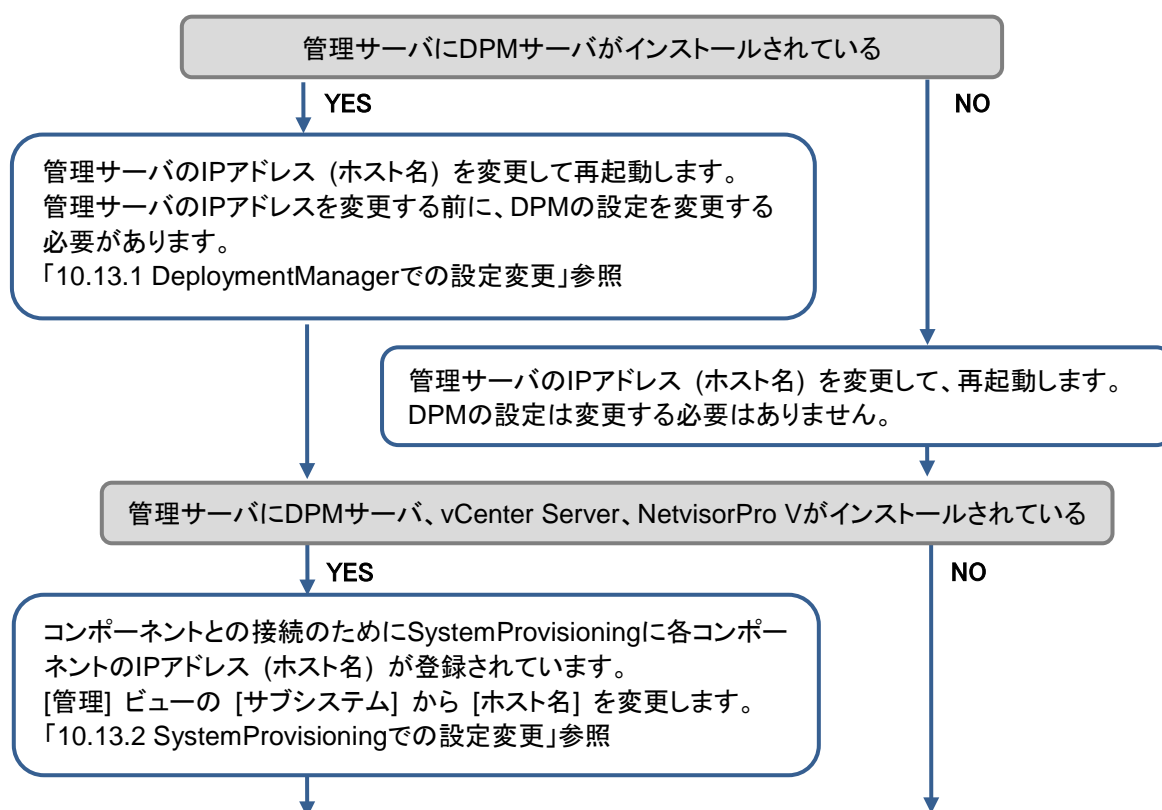 管理サーバにDPMサーバがインストールされている
YES
NO
管理サーバのIPアドレス (ホスト名) を変更して再起動します。
管理サーバのIPアドレスを変更する前に、DPMの設定を変更する
必要があります。
「10.13.1 DeploymentManagerでの設定変更」参照
管理サーバのIPアドレス (ホスト名) を変更して、再起動します。
DPMの設定は変更する必要はありません。
管理サーバにDPMサーバ、vCenter Server、NetvisorPro Vがインストールされている
YES
NO
コンポーネントとの接続のためにSystemProvisioningに各コンポー
ネントのIPアドレス (ホスト名) が登録されています。
[管理] ビューの [サブシステム] から [ホスト名] を変更します。
「10.13.2 SystemProvisioningでの設定変更」参照